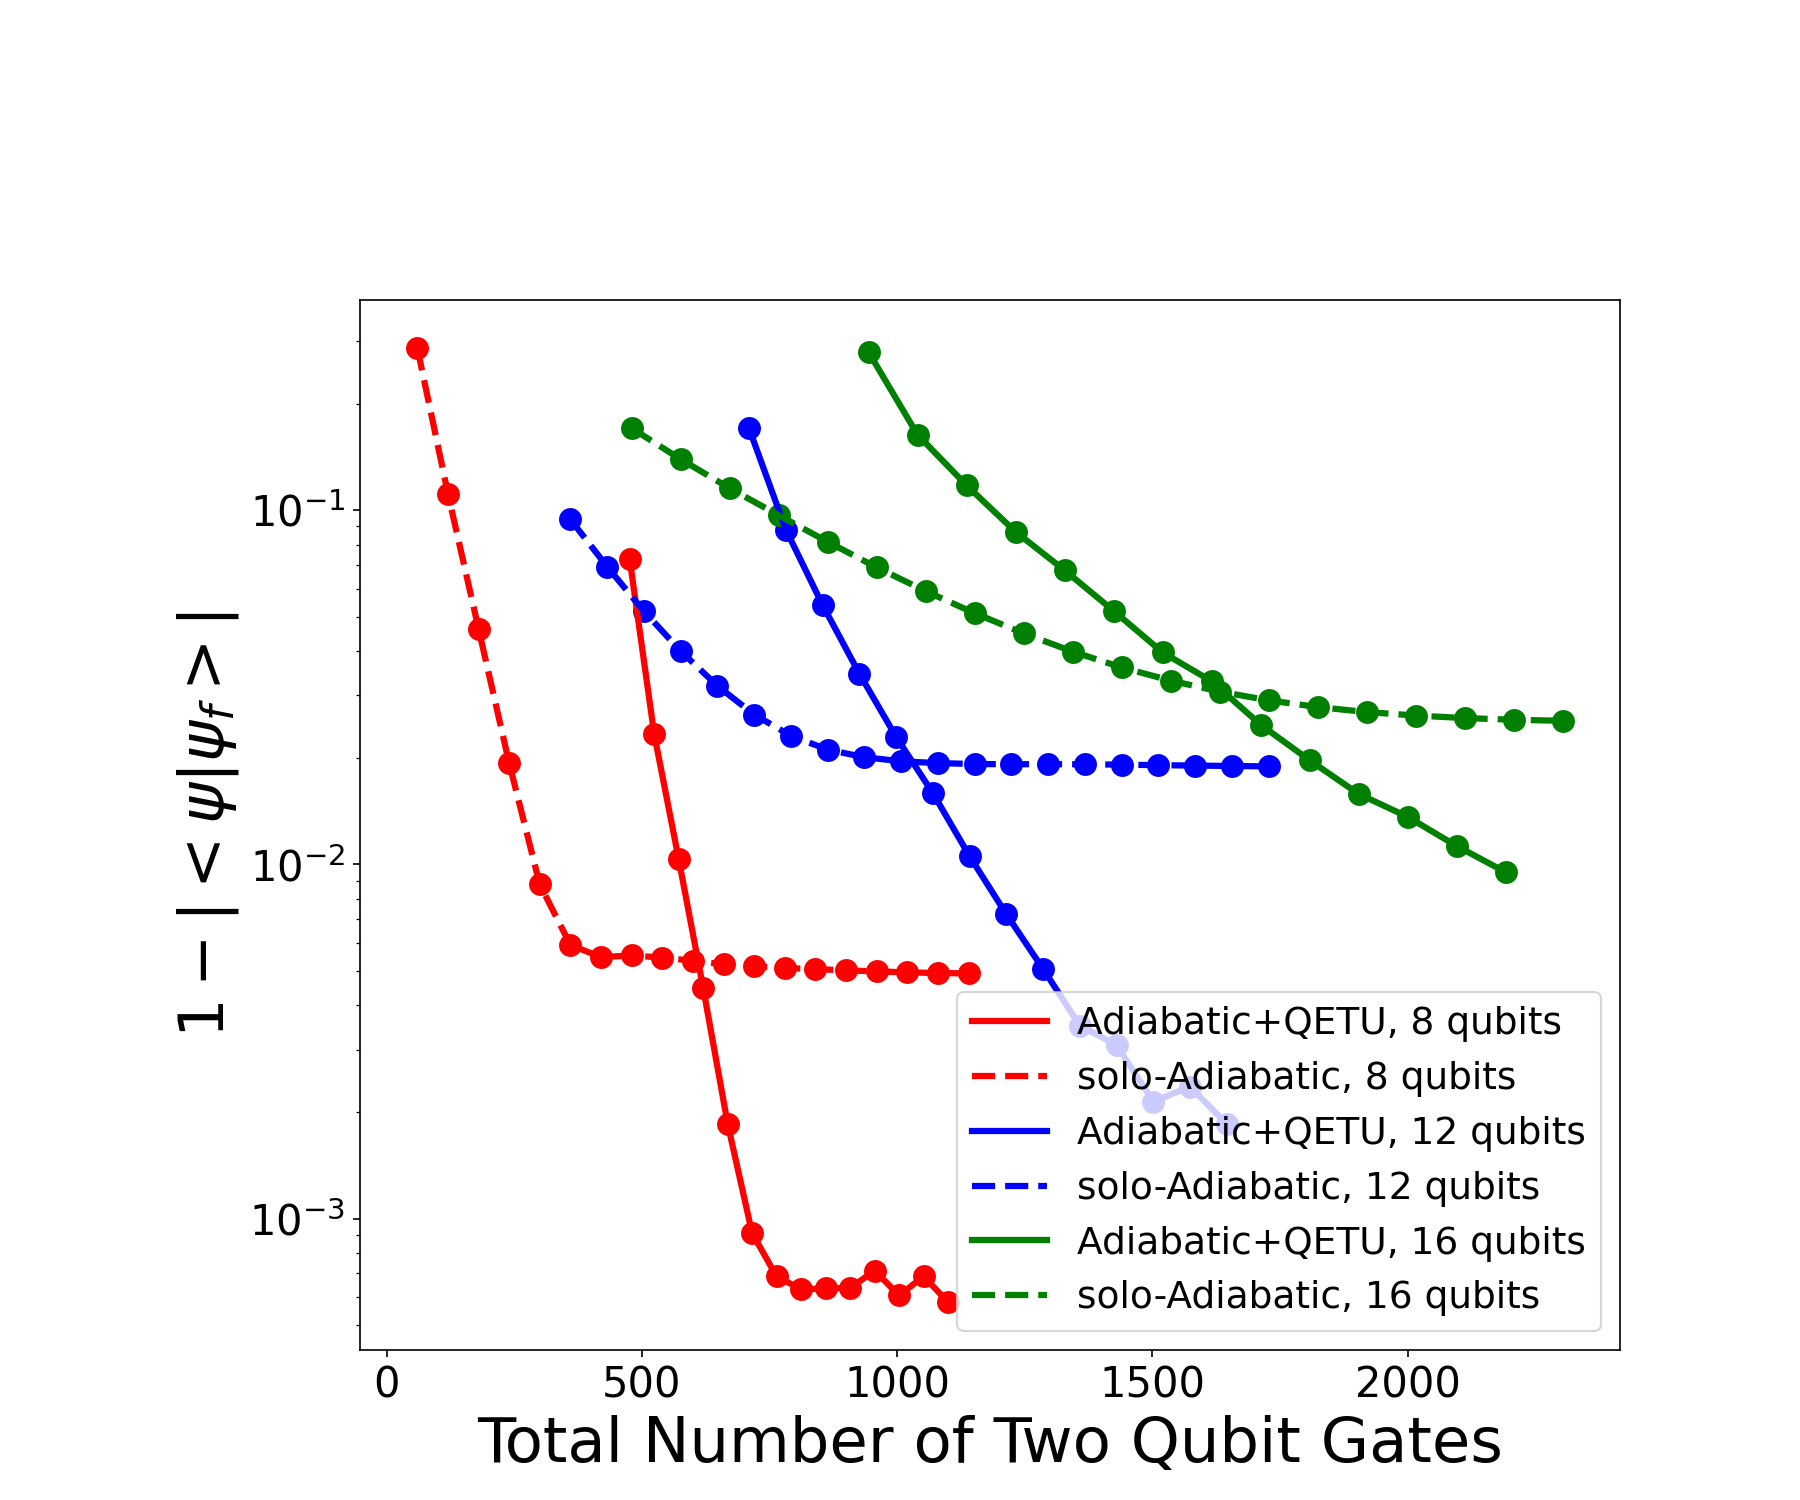 1 − | < ψ|ψ_f > |
10^−1
10^−2
10^−3
Adiabatic+QETU, 8 qubits
solo-Adiabatic, 8 qubits
Adiabatic+QETU, 12 qubits
solo-Adiabatic, 12 qubits
Adiabatic+QETU, 16 qubits
solo-Adiabatic, 16 qubits
0 500 1000 1500 2000
Total Number of Two Qubit Gates